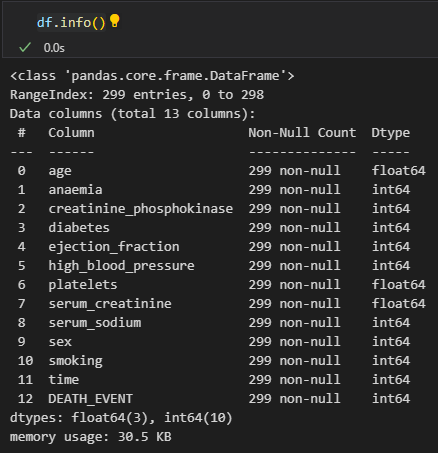 df.info()
0.0s
<class 'pandas.core.frame.DataFrame'>
RangeIndex: 299 entries, 0 to 298
Data columns (total 13 columns):
 #   Column                    Non-Null Count  Dtype
---  ------                    --------------  -----
 0   age                       299 non-null    float64
 1   anaemia                   299 non-null    int64
 2   creatinine_phosphokinase  299 non-null    int64
 3   diabetes                  299 non-null    int64
 4   ejection_fraction         299 non-null    int64
 5   high_blood_pressure       299 non-null    int64
 6   platelets                 299 non-null    float64
 7   serum_creatinine          299 non-null    float64
 8   serum_sodium              299 non-null    int64
 9   sex                       299 non-null    int64
 10  smoking                   299 non-null    int64
 11  time                      299 non-null    int64
 12  DEATH_EVENT               299 non-null    int64
dtypes: float64(3), int64(10)
memory usage: 30.5 KB